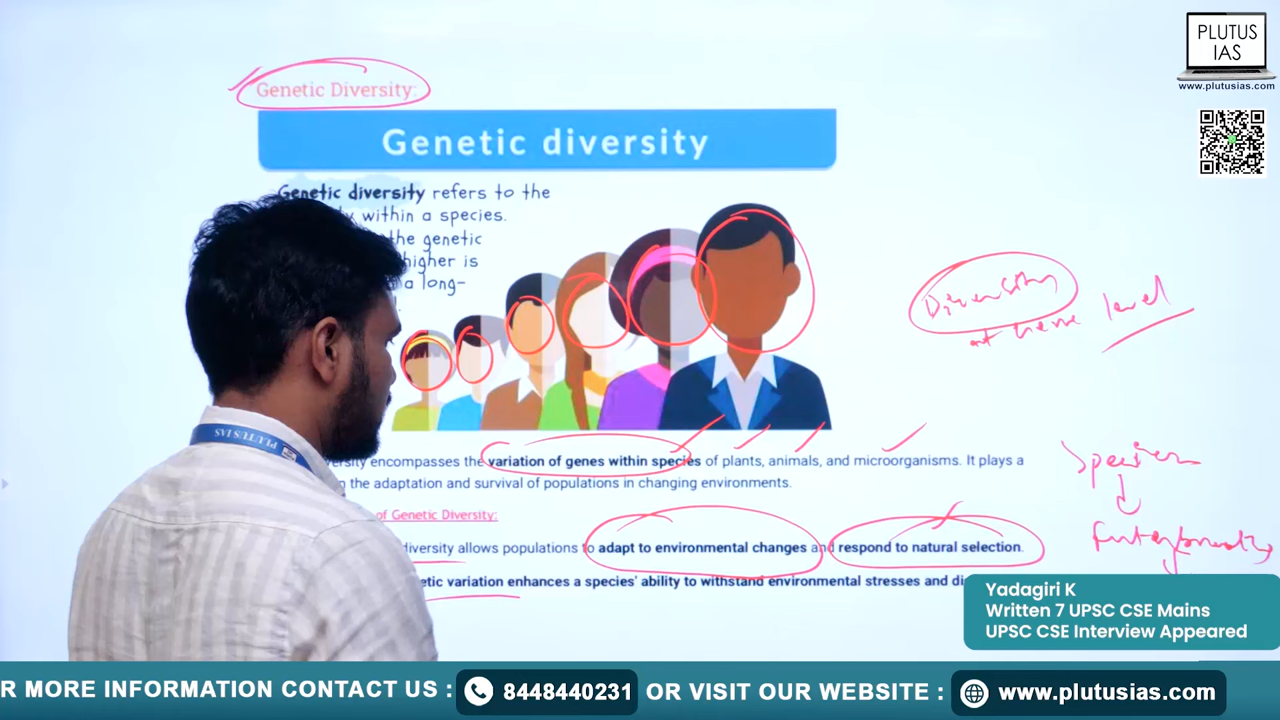 PLUTUS
IAS
www.plutusias.com
Genetic Diversity:
Genetic diversity
Genetic diversity refers to the
within a species.
the genetic
higher is
a long-
Diversity
at Gene level
variation of genes within species of plants, animals, and microorganisms. It plays a
encompasses the
the adaptation and survival of populations in changing environments.
Species
of Genetic Diversity:
diversity allows populations to adapt to environmental changes and respond to natural selection.
variation enhances a species' ability to withstand environmental stresses and
PLUTUS IAS
Yadagiri K
Written 7 UPSC CSE Mains
UPSC CSE Interview Appeared
MORE INFORMATION CONTACT US : 8448440231 OR VISIT OUR WEBSITE : www.plutusias.com